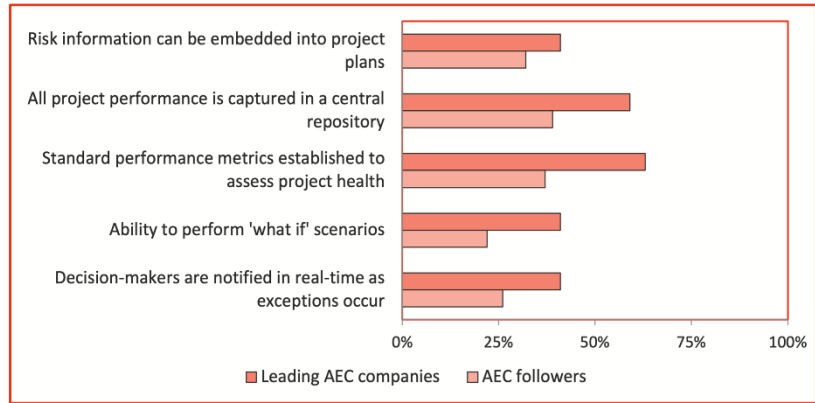 Risk information can be embedded into project
plans
All project performance is captured in a central
repository
Standard performance metrics established to
assess project health
Ability to perform 'what if' scenarios
Decision-makers are notified in real-time as
exceptions occur
0% 25% 50% 75% 100%
Leading AEC companies AEC followers